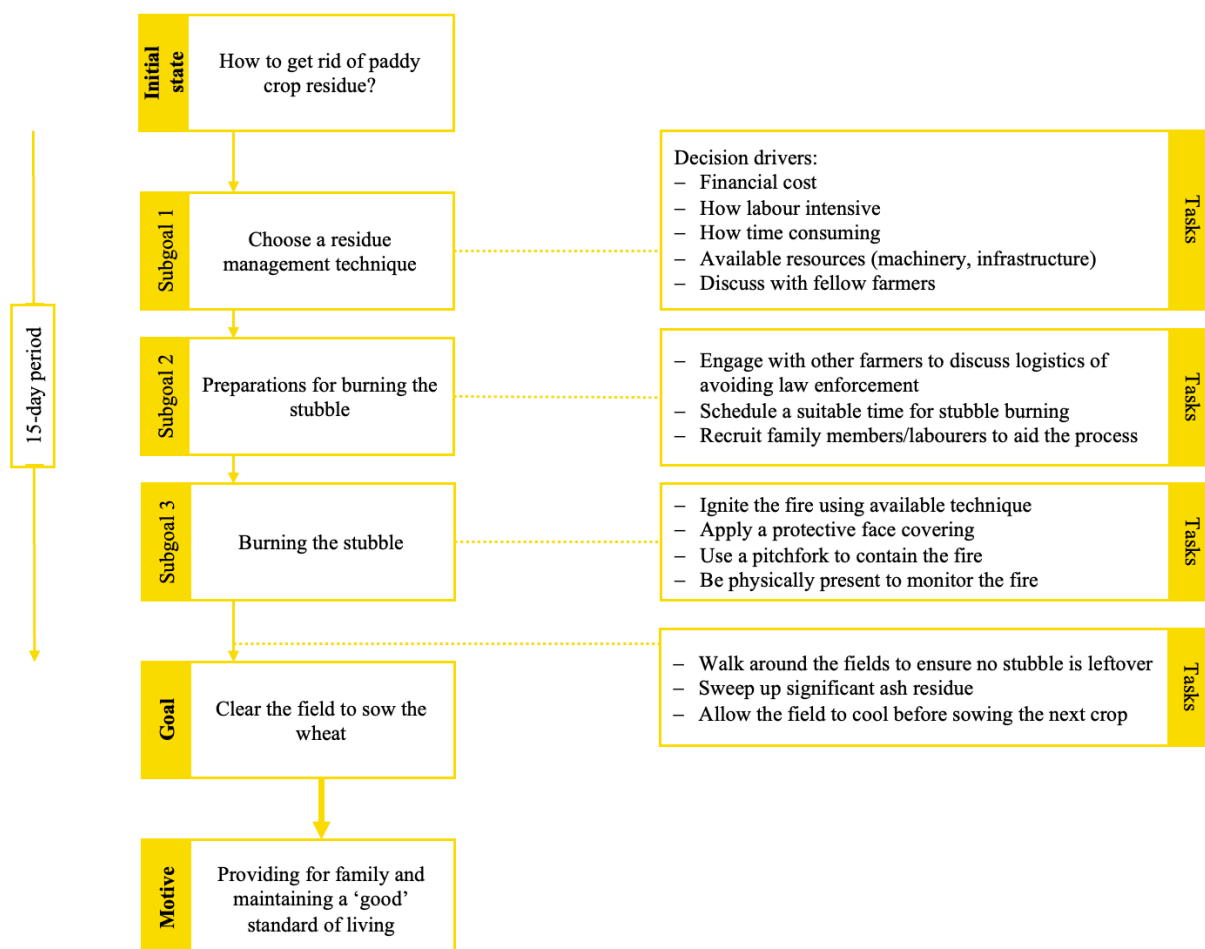 Initial
state
How to get rid of paddy
crop residue?
15-day period
Subgoal 1
Choose a residue
management technique
Decision drivers:
– Financial cost
– How labour intensive
– How time consuming
– Available resources (machinery, infrastructure)
– Discuss with fellow farmers
Tasks
Subgoal 2
Preparations for burning the
stubble
– Engage with other farmers to discuss logistics of
avoiding law enforcement
– Schedule a suitable time for stubble burning
– Recruit family members/labourers to aid the process
Tasks
Subgoal 3
Burning the stubble
– Ignite the fire using available technique
– Apply a protective face covering
– Use a pitchfork to contain the fire
– Be physically present to monitor the fire
Tasks
– Walk around the fields to ensure no stubble is leftover
– Sweep up significant ash residue
– Allow the field to cool before sowing the next crop
Tasks
Goal
Clear the field to sow the
wheat
Motive
Providing for family and
maintaining a ‘good’
standard of living